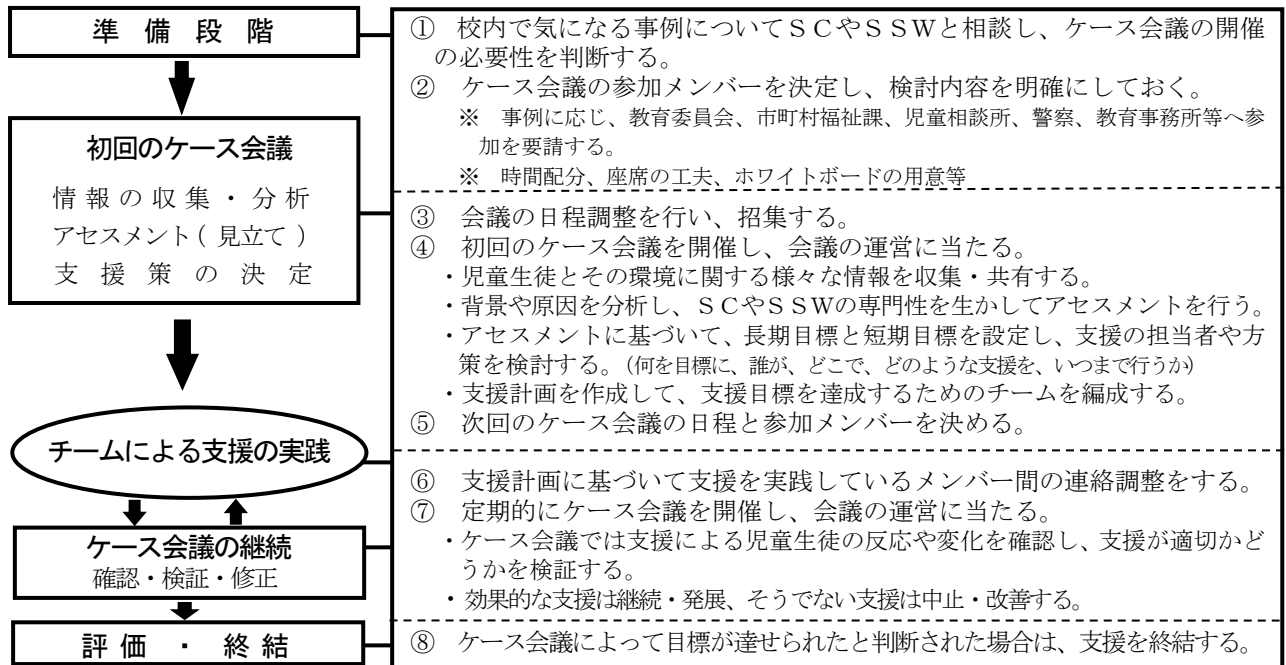 準備段階
① 校内で気になる事例についてＳＣやＳＳＷと相談し、ケース会議の開催
の必要性を判断する。
② ケース会議の参加メンバーを決定し、検討内容を明確にしておく。
※ 事例に応じ、教育委員会、市町村福祉課、児童相談所、警察、教育事務所等へ参
加を要請する。
※ 時間配分、座席の工夫、ホワイトボードの用意等
初回のケース会議
情報の収集・分析
アセスメント(見立て)
支援策の決定
③ 会議の日程調整を行い、招集する。
④ 初回のケース会議を開催し、会議の運営に当たる。
・児童生徒とその環境に関する様々な情報を収集・共有する。
・背景や原因を分析し、ＳＣやＳＳＷの専門性を生かしてアセスメントを行う。
・アセスメントに基づいて、長期目標と短期目標を設定し、支援の担当者や方
策を検討する。(何を目標に、誰が、どこで、どのような支援を、いつまで行うか)
・支援計画を作成して、支援目標を達成するためのチームを編成する。
⑤ 次回のケース会議の日程と参加メンバーを決める。
チームによる支援の実践
⑥ 支援計画に基づいて支援を実践しているメンバー間の連絡調整をする。
⑦ 定期的にケース会議を開催し、会議の運営に当たる。
・ケース会議では支援による児童生徒の反応や変化を確認し、支援が適切かど
うかを検証する。
・効果的な支援は継続・発展、そうでない支援は中止・改善する。
ケース会議の継続
確認・検証・修正
評価・終結
⑧ ケース会議によって目標が達せられたと判断された場合は、支援を終結する。